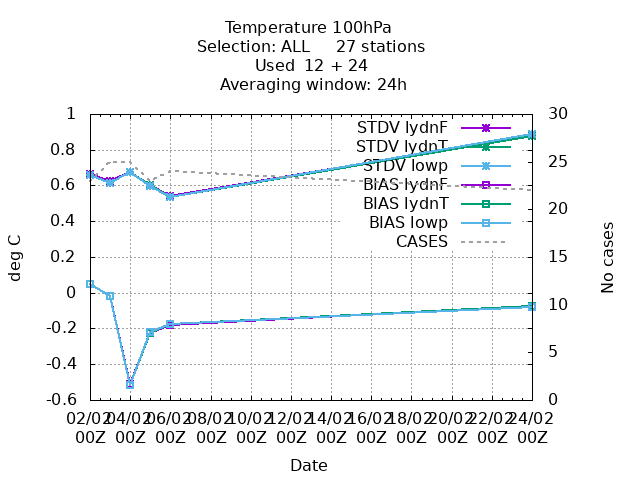 Temperature 100hPa
Selection: ALL 27 stations
Used 12 + 24
Averaging window: 24h
1
0.8
0.6
0.4
0.2
0
-0.2
-0.4
-0.6
30
25
20
15
10
5
0
deg C
No cases
STDV lydnF
STDV lydnT
STDV lowp
BIAS lydnF
BIAS lydnT
BIAS lowp
CASES
02/02 04/02 06/02 08/02 10/02 12/02 14/02 16/02 18/02 20/02 22/02 24/02
00Z 00Z 00Z 00Z 00Z 00Z 00Z 00Z 00Z 00Z 00Z 00Z
Date